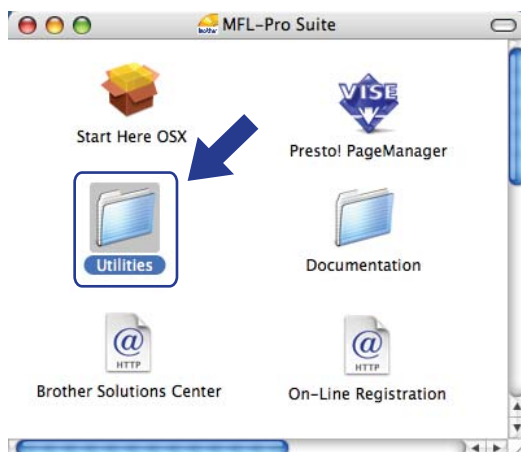 MFL-Pro Suite
Start Here OSX
VISE
Presto! PageManager
Utilities
Documentation
@
HTTP
@
HTTP
Brother Solutions Center
On-Line Registration